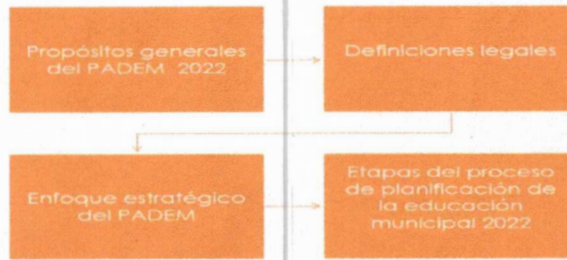 Propósitos generales
del PADEM 2022
Definiciones legales
Enfoque estratégico
del PADEM
Etapas del proceso
de planificación de
la educación
municipal 2022